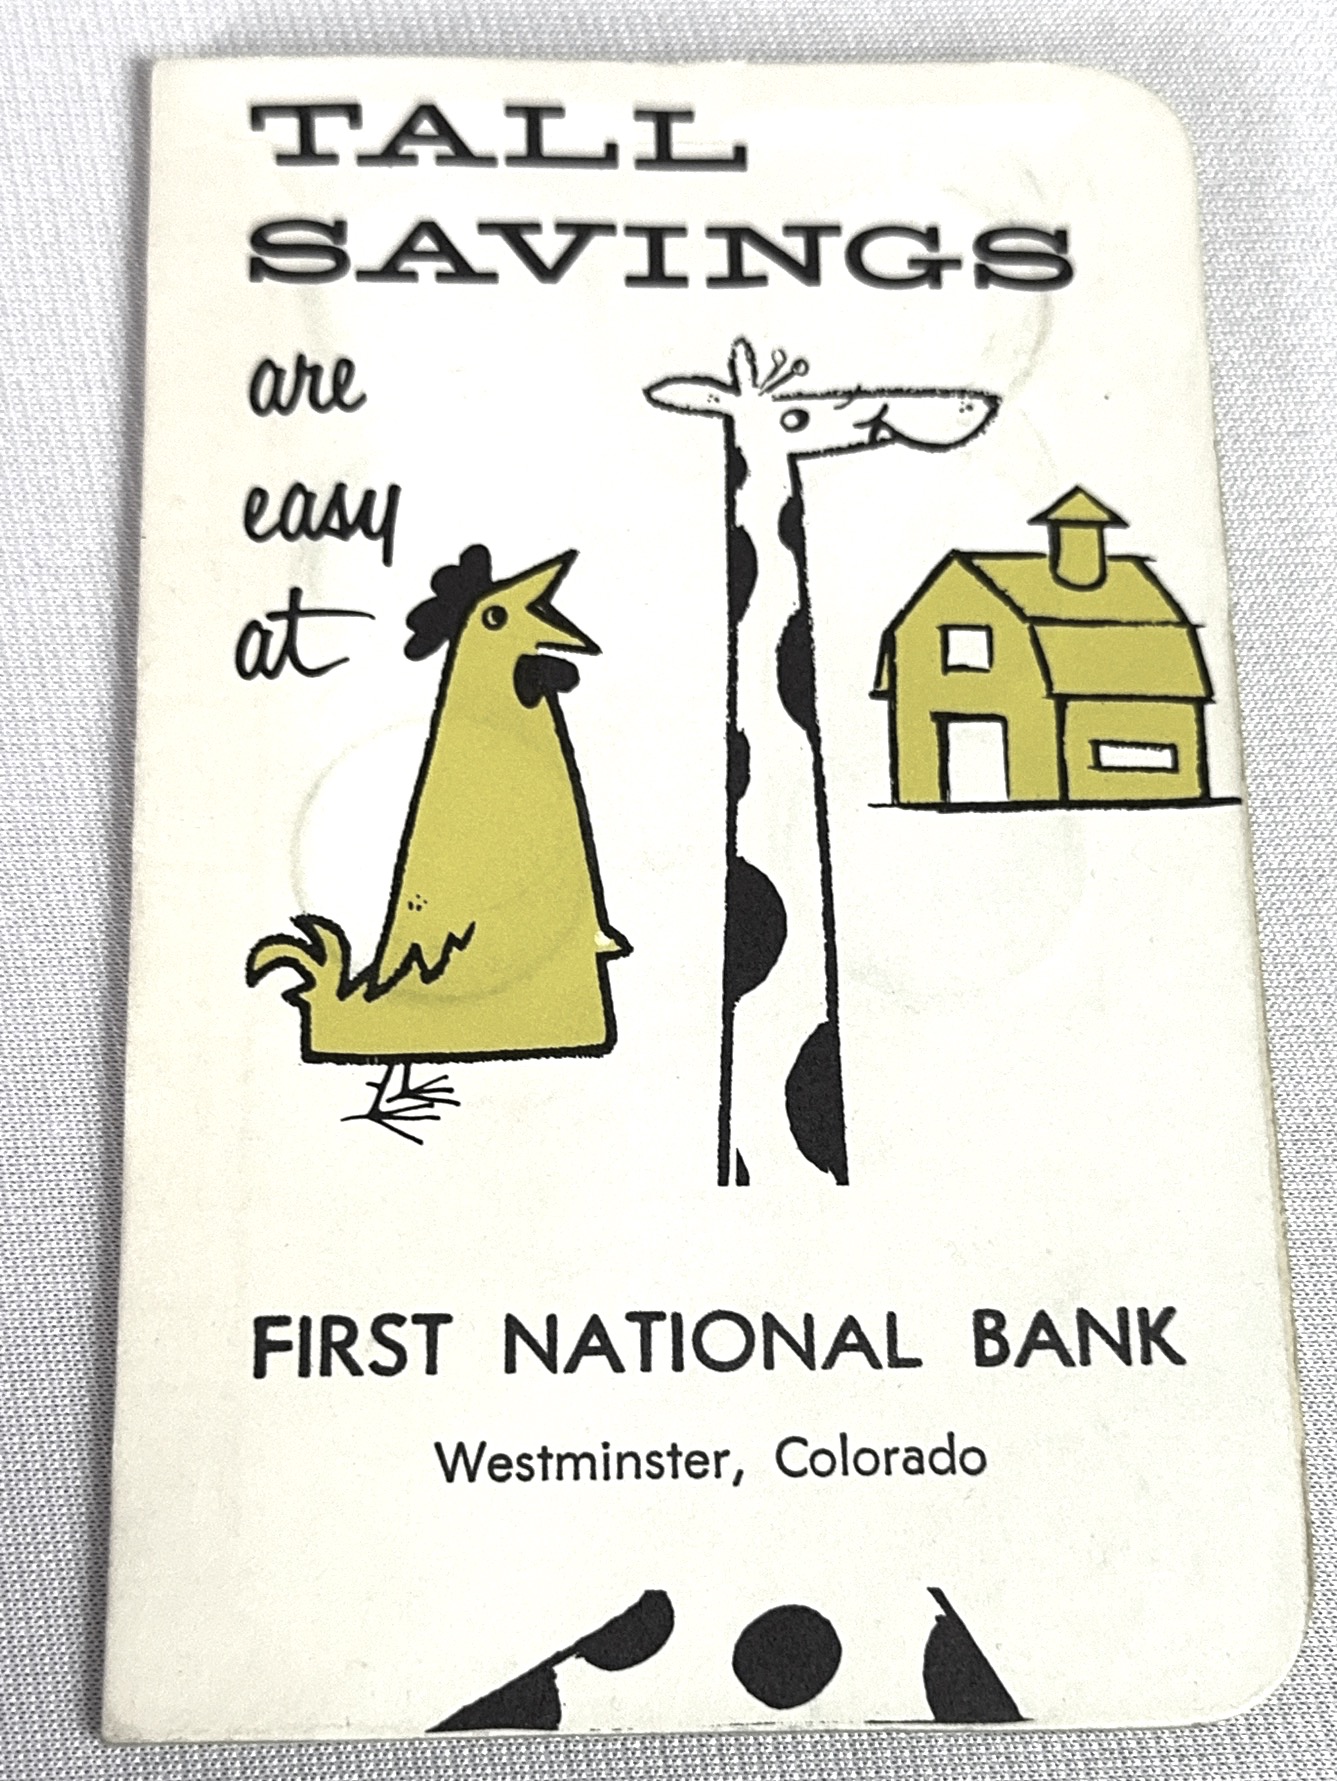 TALL
SAVINGS
are
easy
at
FIRST NATIONAL BANK
Westminster, Colorado